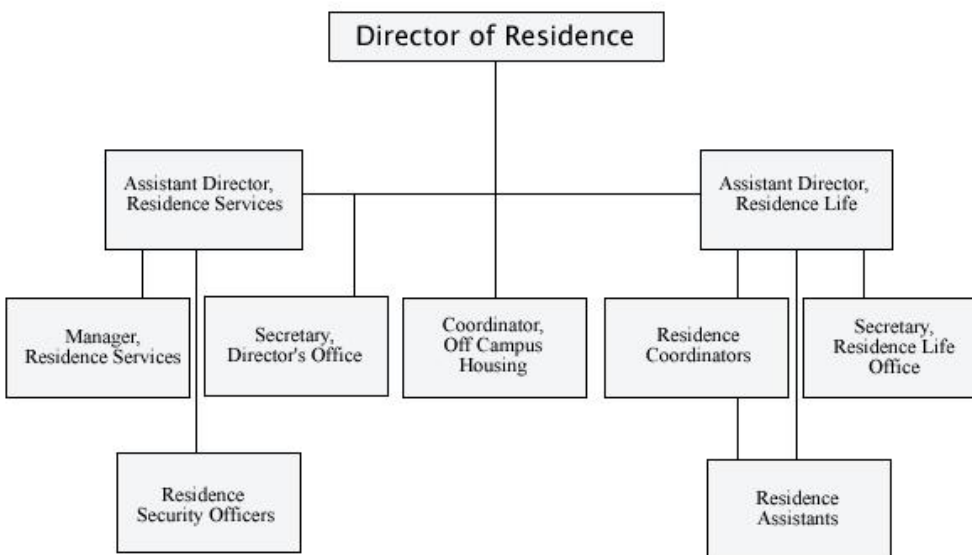 Director of Residence
Assistant Director,
Residence Services
Assistant Director,
Residence Life
Manager,
Residence Services
Secretary,
Director's Office
Coordinator,
Off Campus
Housing
Residence
Coordinators
Secretary,
Residence Life
Office
Residence
Security Officers
Residence
Assistants